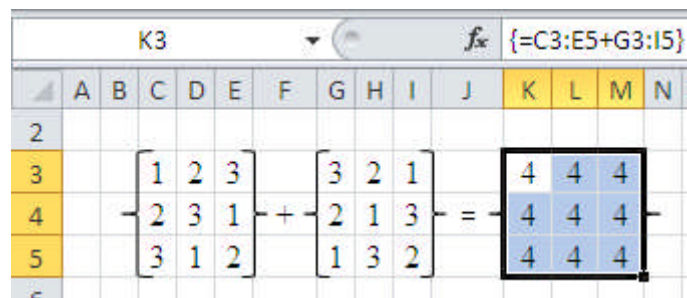 K3 fx {=C3:E5+G3:I5}
A B C D E F G H I J K L M N
2
3 1 2 3 3 2 1 4 4 4
4 2 3 1 + 2 1 3 = 4 4 4
5 3 1 2 1 3 2 4 4 4